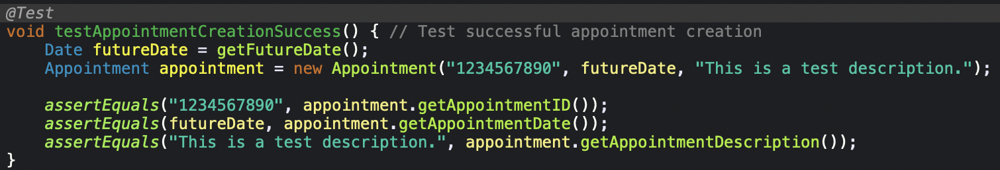 @Test
void testAppointmentCreationSuccess() { // Test successful appointment creation
    Date futureDate = getFutureDate();
    Appointment appointment = new Appointment("1234567890", futureDate, "This is a test description.");

    assertEquals("1234567890", appointment.getAppointmentID());
    assertEquals(futureDate, appointment.getAppointmentDate());
    assertEquals("This is a test description.", appointment.getAppointmentDescription());
}